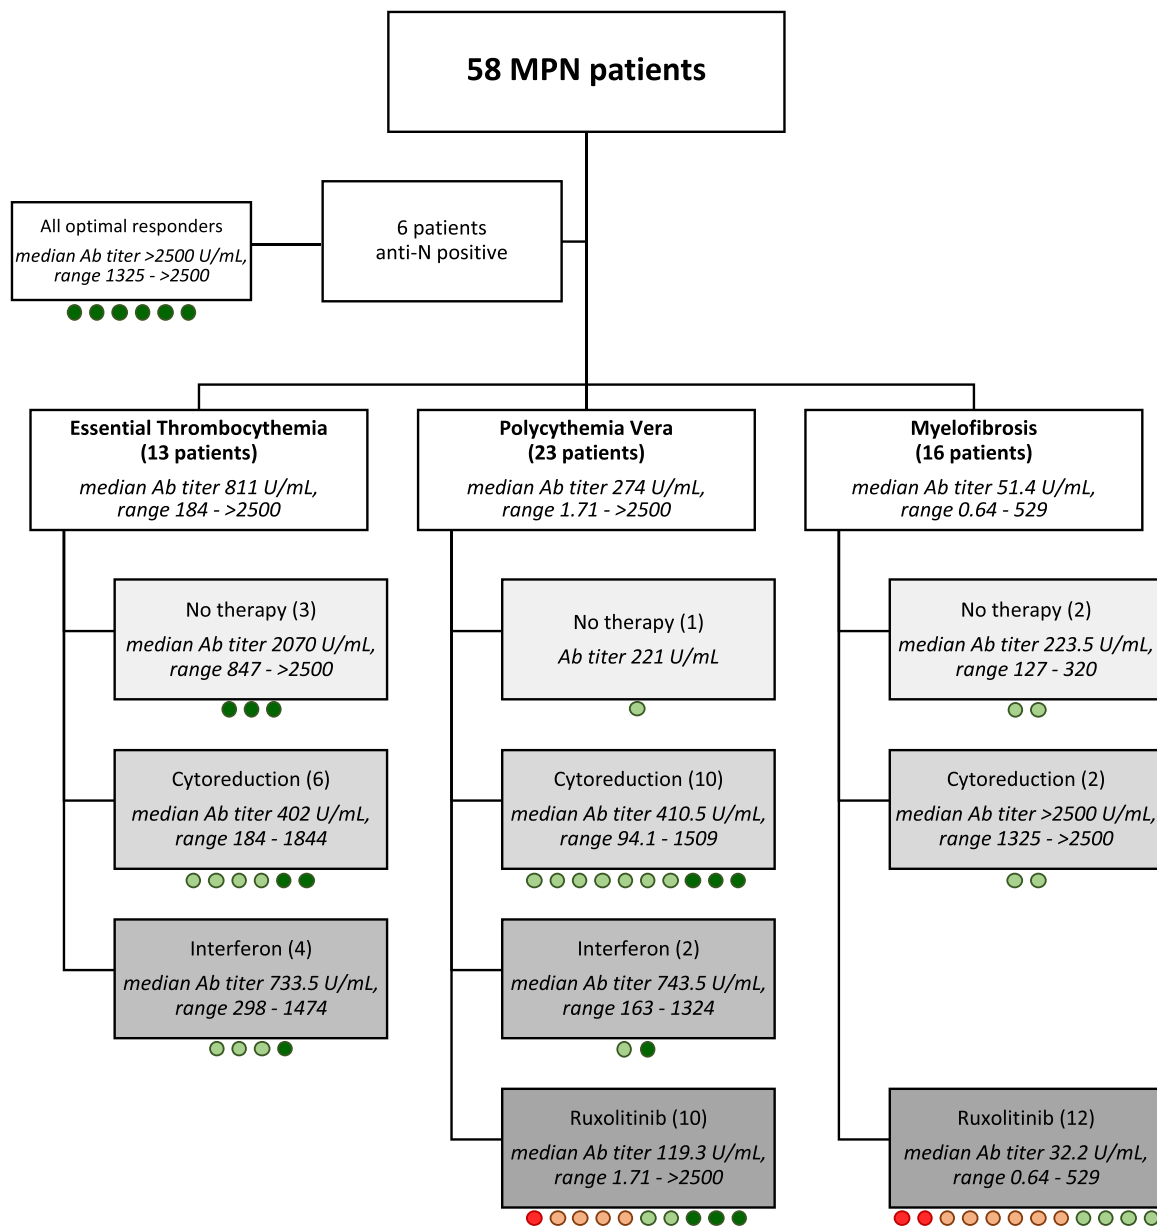 58 MPN patients
6 patients
anti-N positive
All optimal responders
median Ab titer >2500 U/mL,
range 1325 - >2500
Essential Thrombocythemia
(13 patients)
median Ab titer 811 U/mL,
range 184 - >2500
No therapy (3)
median Ab titer 2070 U/mL,
range 847 - >2500
Cytoreduction (6)
median Ab titer 402 U/mL,
range 184 - 1844
Interferon (4)
median Ab titer 733.5 U/mL,
range 298 - 1474
Polycythemia Vera
(23 patients)
median Ab titer 274 U/mL,
range 1.71 - >2500
No therapy (1)
Ab titer 221 U/mL
Cytoreduction (10)
median Ab titer 410.5 U/mL,
range 94.1 - 1509
Interferon (2)
median Ab titer 743.5 U/mL,
range 163 - 1324
Ruxolitinib (10)
median Ab titer 119.3 U/mL,
range 1.71 - >2500
Myelofibrosis
(16 patients)
median Ab titer 51.4 U/mL,
range 0.64 - 529
No therapy (2)
median Ab titer 223.5 U/mL,
range 127 - 320
Cytoreduction (2)
median Ab titer >2500 U/mL,
range 1325 - >2500
Ruxolitinib (12)
median Ab titer 32.2 U/mL,
range 0.64 - 529